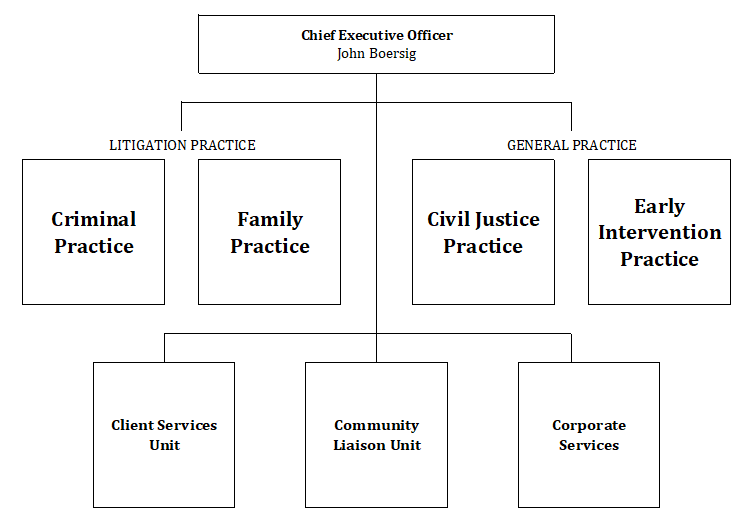 Chief Executive Officer
John Boersig
LITIGATION PRACTICE
GENERAL PRACTICE
Criminal
Practice
Family
Practice
Civil Justice
Practice
Early
Intervention
Practice
Client Services
Unit
Community
Liaison Unit
Corporate
Services